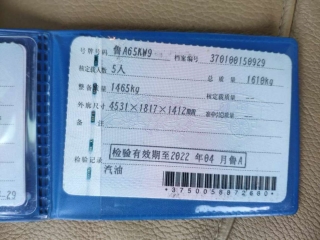 号牌号码 鲁A65KW9 档案编号 370100150929
核定载人数 5人 总质量 1610kg
整备质量 1465kg 核定载质量 --
外廓尺寸 4531×1817×1412mm 准牵引总质量 --
备注
检验记录 检验有效期至2022年04月鲁A
汽油